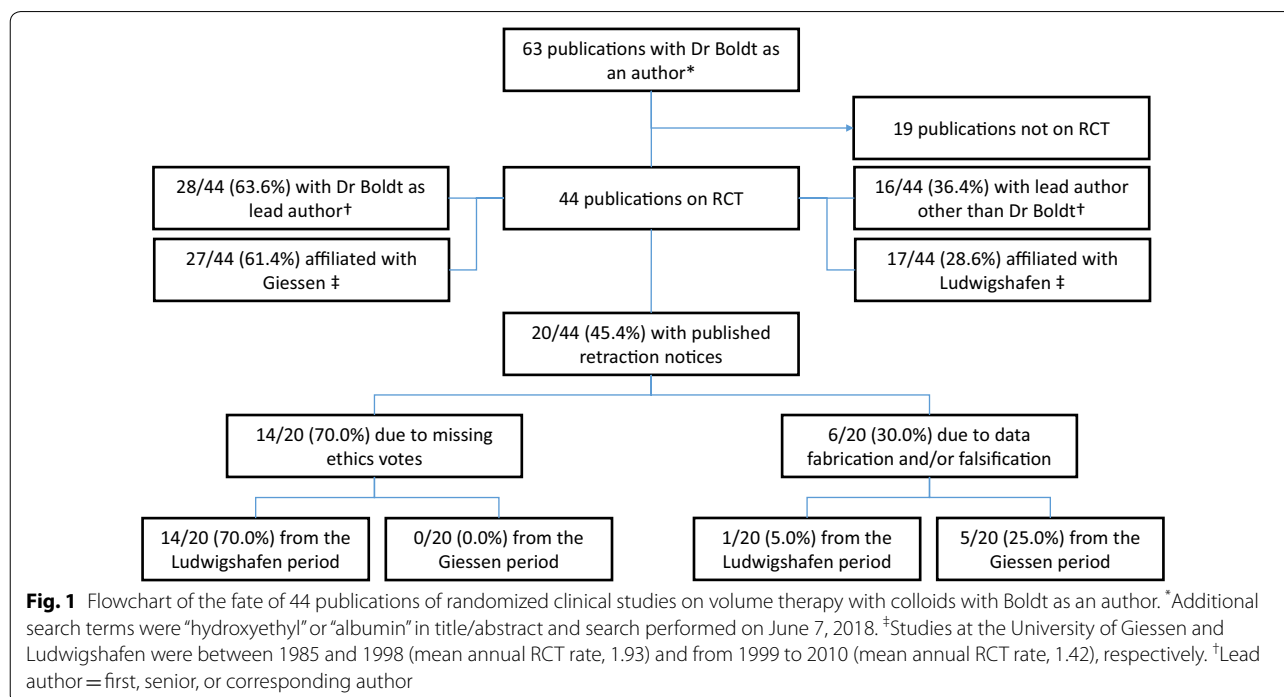 63 publications with Dr Boldt as
an author*
19 publications not on RCT
28/44 (63.6%) with Dr Boldt as
lead author†
44 publications on RCT
16/44 (36.4%) with lead author
other than Dr Boldt†
27/44 (61.4%) affiliated with
Giessen ‡
17/44 (28.6%) affiliated with
Ludwigshafen ‡
20/44 (45.4%) with published
retraction notices
14/20 (70.0%) due to missing
ethics votes
6/20 (30.0%) due to data
fabrication and/or falsification
14/20 (70.0%) from the
Ludwigshafen period
0/20 (0.0%) from the
Giessen period
1/20 (5.0%) from the
Ludwigshafen period
5/20 (25.0%) from the
Giessen period
Fig. 1 Flowchart of the fate of 44 publications of randomized clinical studies on volume therapy with colloids with Boldt as an author. *Additional
search terms were “hydroxyethyl” or “albumin” in title/abstract and search performed on June 7, 2018. ‡Studies at the University of Giessen and
Ludwigshafen were between 1985 and 1998 (mean annual RCT rate, 1.93) and from 1999 to 2010 (mean annual RCT rate, 1.42), respectively. †Lead
author = first, senior, or corresponding author